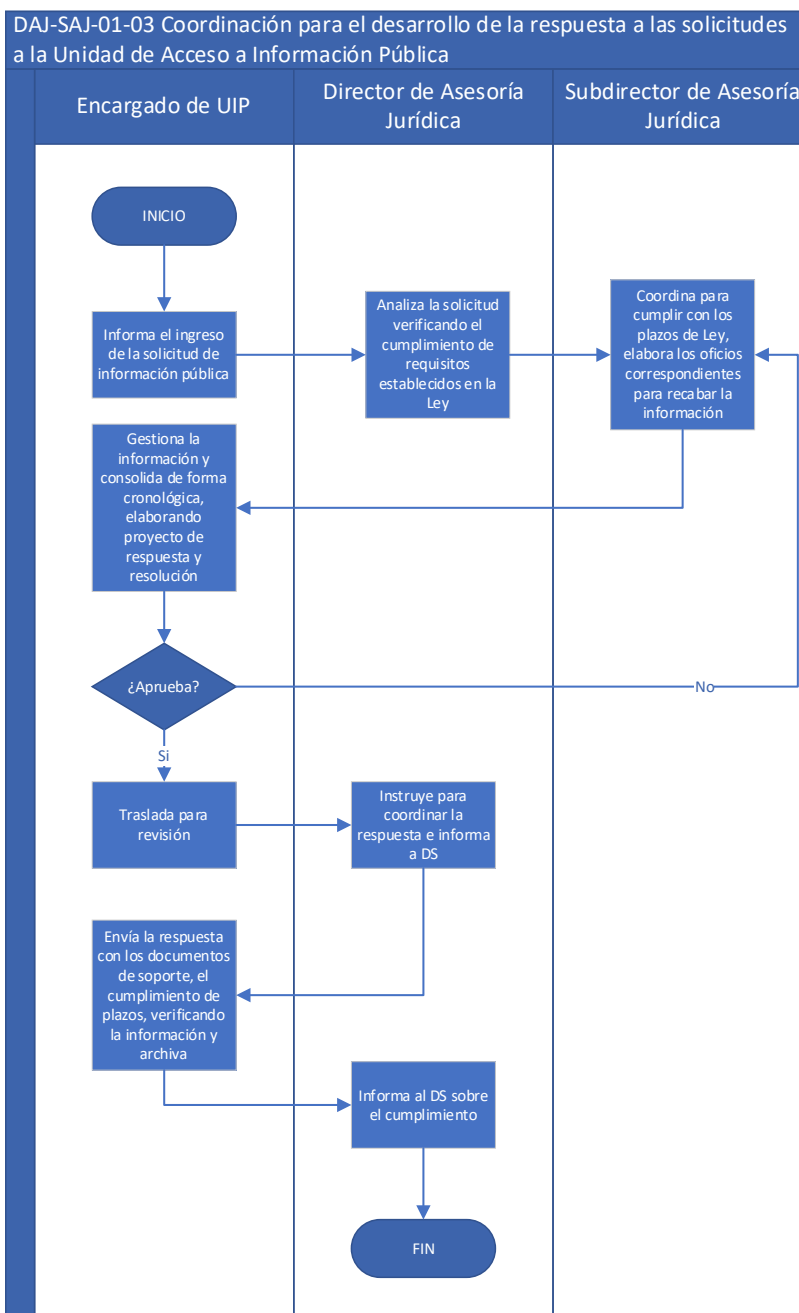 DAJ-SAJ-01-03 Coordinación para el desarrollo de la respuesta a las solicitudes
a la Unidad de Acceso a Información Pública
Encargado de UIP
Director de Asesoría
Jurídica
Subdirector de Asesoría
Jurídica
INICIO
Informa el ingreso
de la solicitud de
información pública
Analiza la solicitud
verificando el
cumplimiento de
requisitos
establecidos en la
Ley
Coordina para
cumplir con los
plazos de Ley,
elabora los oficios
correspondientes
para recabar la
información
Gestiona la
información y
consolida de forma
cronológica,
elaborando
proyecto de
respuesta y
resolución
¿Aprueba?
No
Si
Traslada para
revisión
Instruye para
coordinar la
respuesta e informa
a DS
Envía la respuesta
con los documentos
de soporte, el
cumplimiento de
plazos, verificando
la información y
archiva
Informa al DS sobre
el cumplimiento
FIN